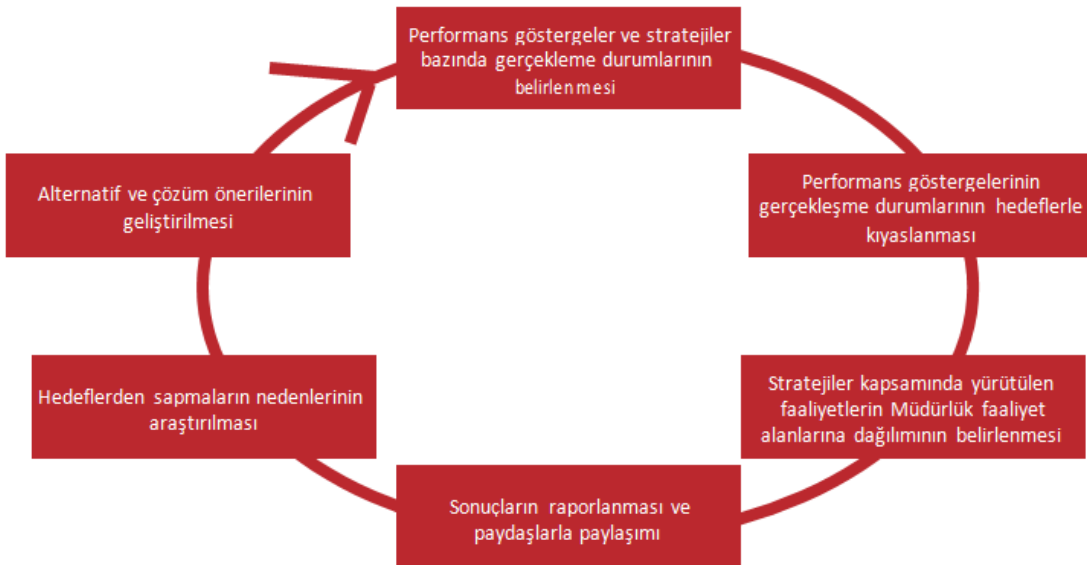 Performans göstergeler ve stratejiler
bazında gerçekleme durumlarının
belirlenmesi
Performans göstergelerinin
gerçekleşme durumlarının hedeflerle
kıyaslanması
Stratejiler kapsamında yürütülen
faaliyetlerin Müdürlük faaliyet
alanlarına dağılımının belirlenmesi
Sonuçların raporlanması ve
paydaşlarla paylaşımı
Hedeflerden sapmaların nedenlerinin
araştırılması
Alternatif ve çözüm önerilerinin
geliştirilmesi